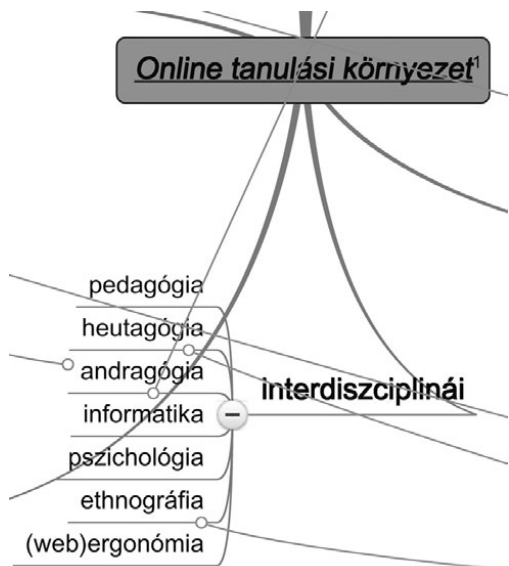 Online tanulási környezet¹
pedagógia
heutagógia
andragógia
interdiszciplinái
informatika
pszichológia
ethnográfia
(web)ergonómia